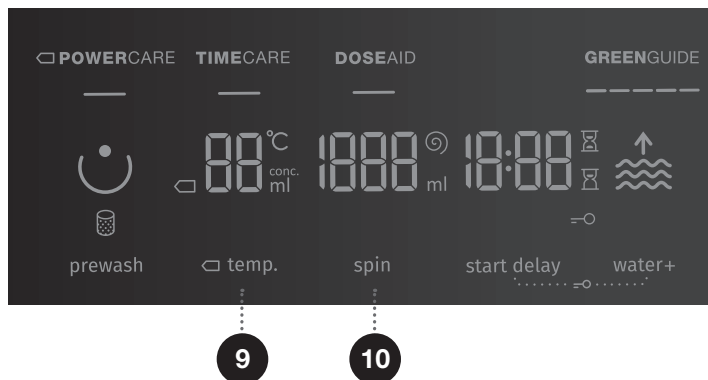 POWERCARE TIMECARE DOSEAID GREENGUIDE
88 °C 1888 18:88
conc.
ml ml
prewash temp. spin start delay water+
9 10